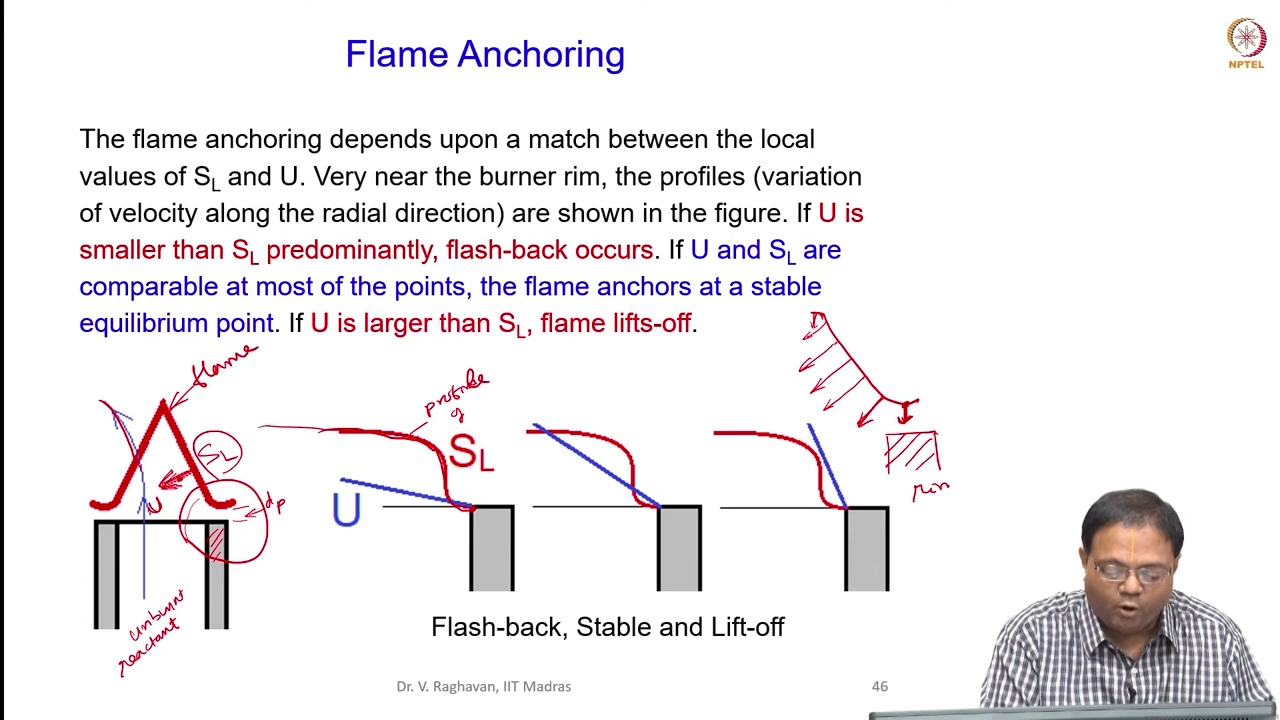 Flame Anchoring
NPTEL
The flame anchoring depends upon a match between the local
values of SL and U. Very near the burner rim, the profiles (variation
of velocity along the radial direction) are shown in the figure. If U is
smaller than SL predominantly, flash-back occurs. If U and SL are
comparable at most of the points, the flame anchors at a stable
equilibrium point. If U is larger than SL, flame lifts-off.
flame
SL
U
dp
unburnt
reactant
profile
of
SL
U
rim
Flash-back, Stable and Lift-off
Dr. V. Raghavan, IIT Madras
46